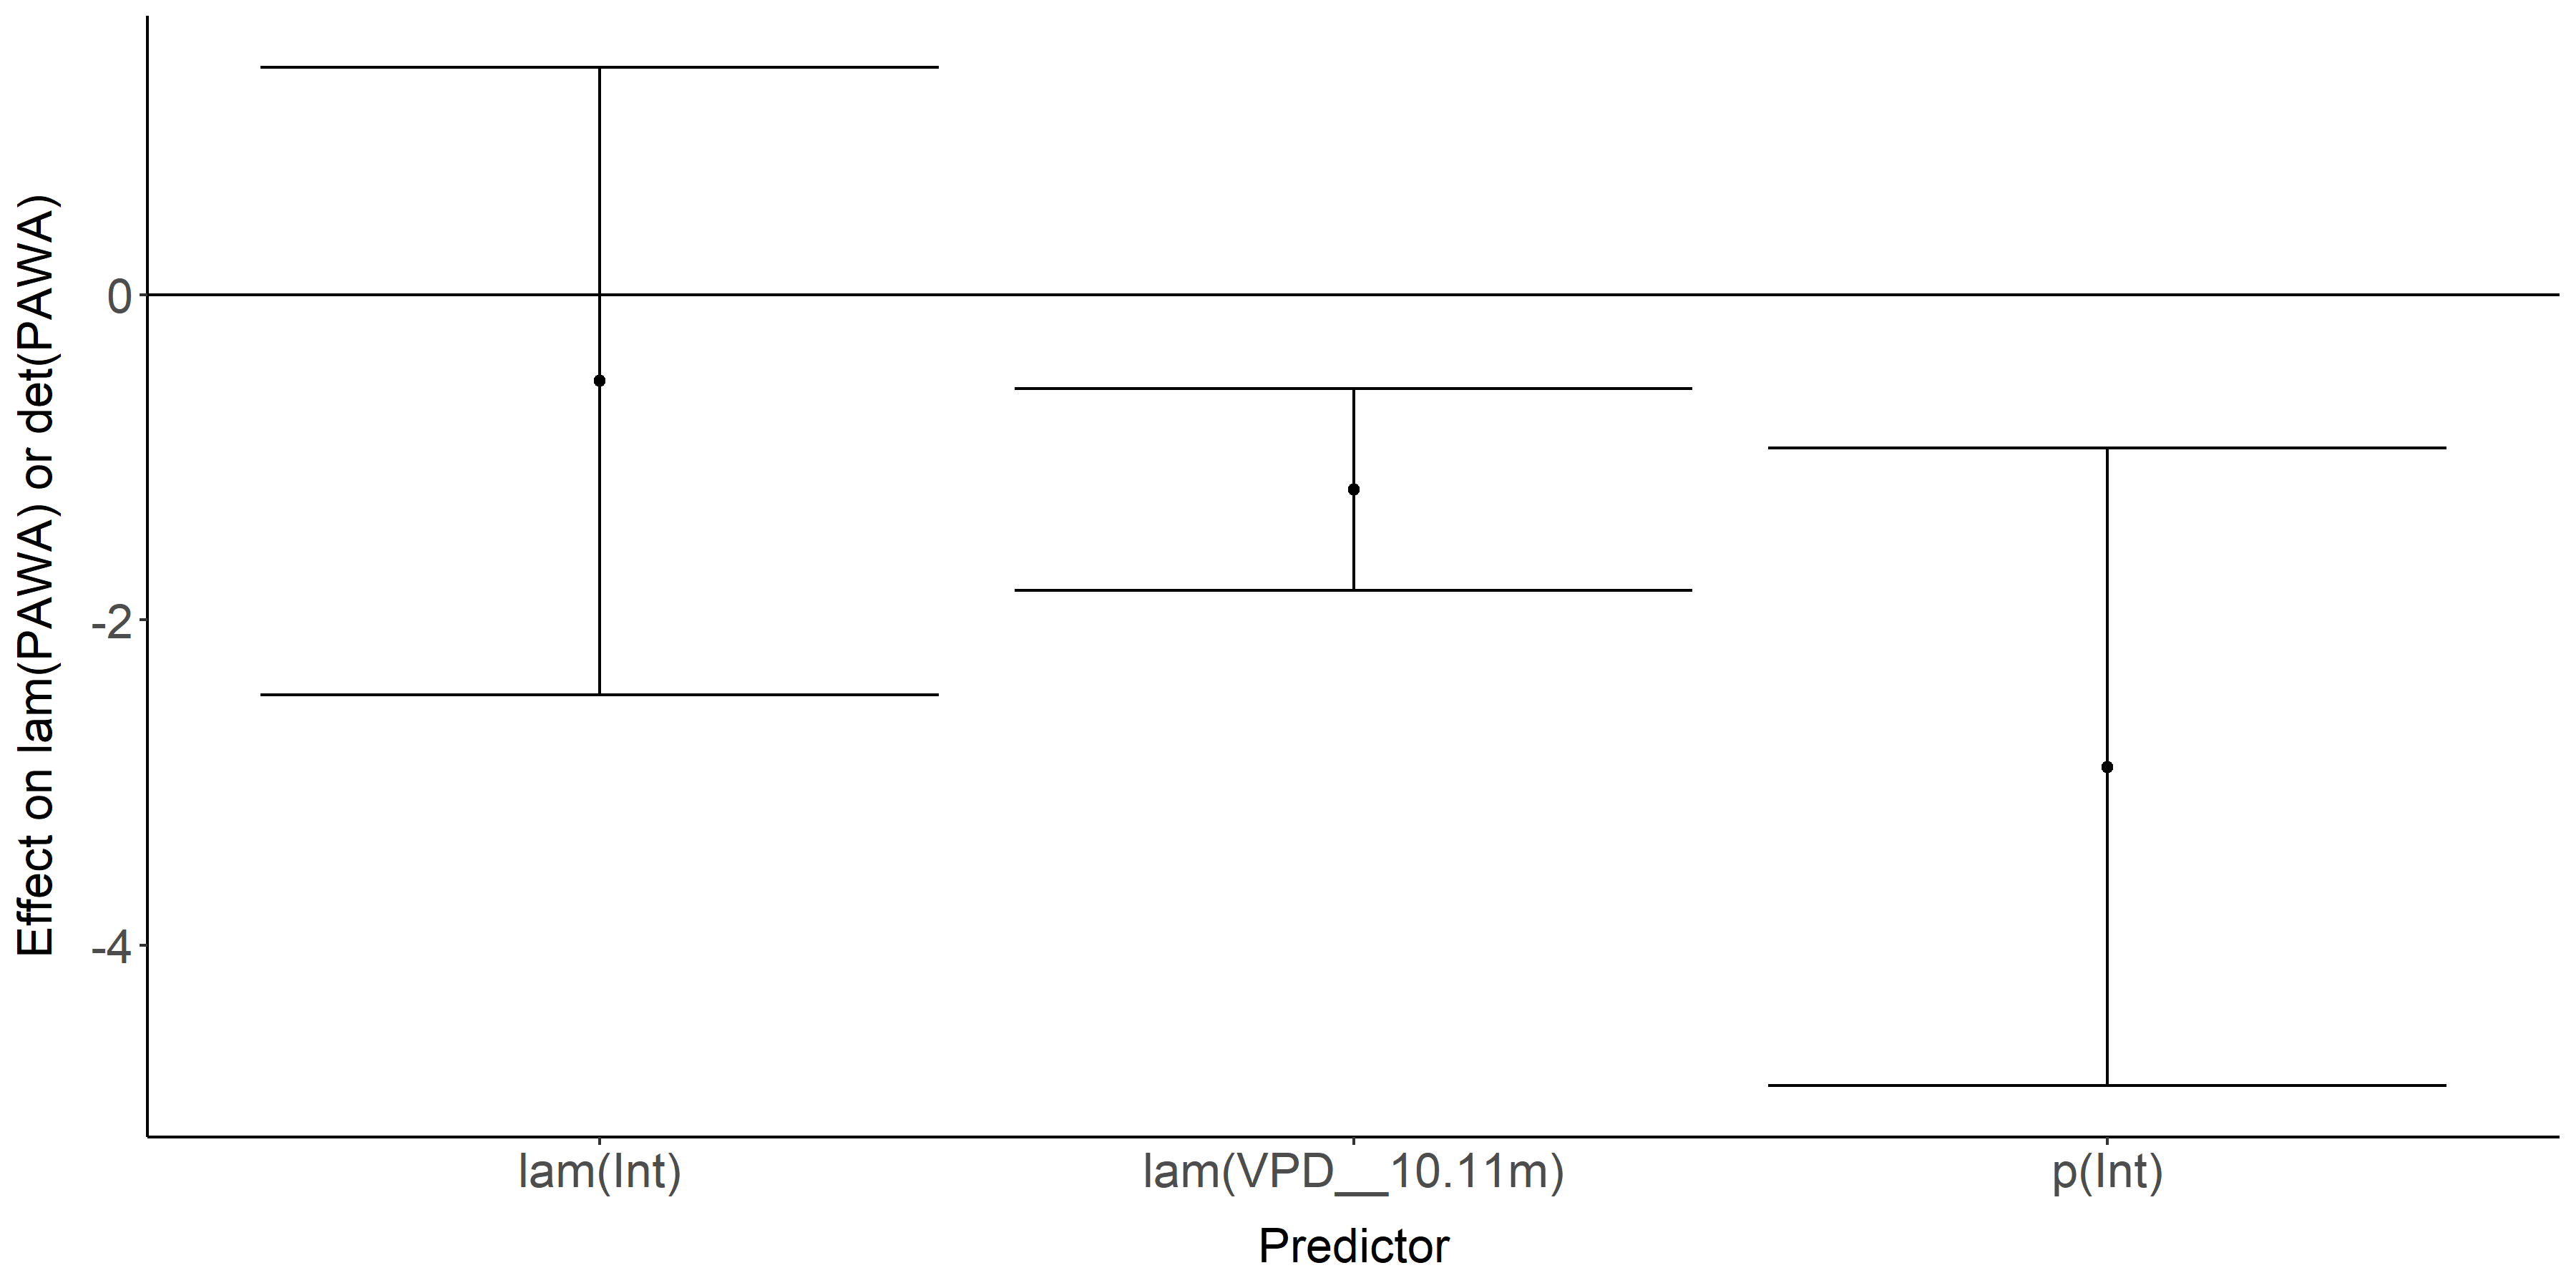 Effect on lam(PAWA) or det(PAWA)
0
-2
-4
lam(Int)
lam(VPD__10.11m)
p(Int)
Predictor